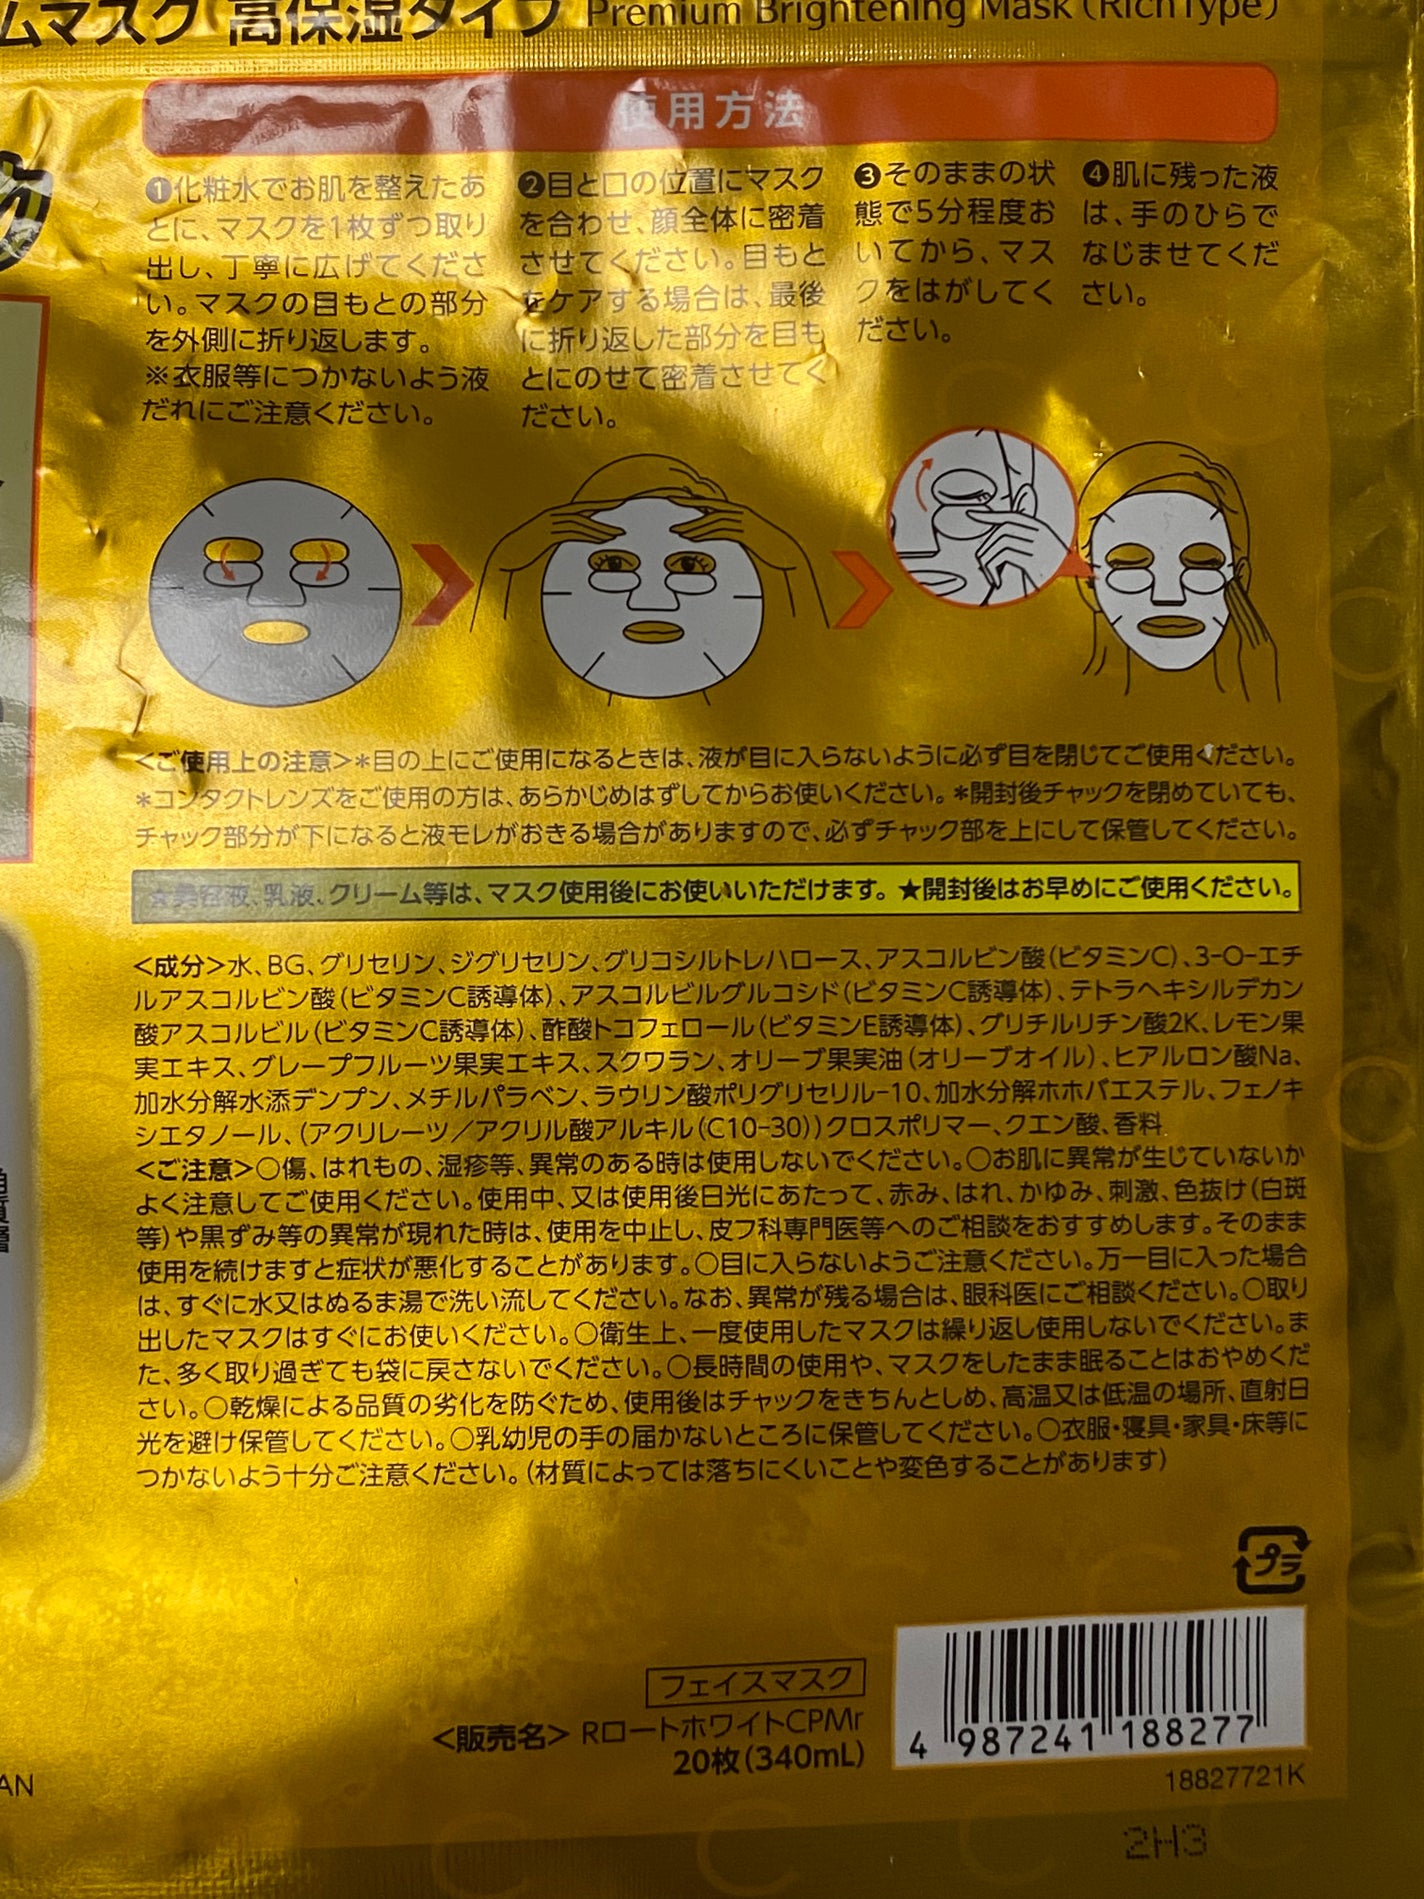 ムマスク 高保湿タイプ Premium Brightening Mask (RichType)
使用方法
❶化粧水でお肌を整えたあ
とに、マスクを1枚ずつ取り
出し、丁寧に広げてくださ
い。マスクの目もとの部分
を外側に折り返します。
※衣服等につかないよう液
だれにご注意ください。
❷目と口の位置にマスク
を合わせ、顔全体に密着
させてください。目もと
をケアする場合は、最後
に折り返した部分を目も
とにのせて密着させてく
ださい。
❸そのままの状
態で5分程度お
いてから、マス
クをはがしてく
ださい。
❹肌に残った液
は、手のひらで
なじませてくだ
さい。
<ご使用上の注意>＊目の上にご使用になるときは、液が目に入らないように必ず目を閉じてご使用ください。
＊コンタクトレンズをご使用の方は、あらかじめはずしてからお使いください。＊開封後チャックを閉めていても、
チャック部分が下になると液モレがおきる場合がありますので、必ずチャック部を上にして保管してください。
★美容液、乳液、クリーム等は、マスク使用後にお使いいただけます。★開封後はお早めにご使用ください。
<成分>水、BG、グリセリン、ジグリセリン、グリコシルトレハロース、アスコルビン酸(ビタミンC)、3-O-エチ
ルアスコルビン酸(ビタミンC誘導体)、アスコルビルグルコシド(ビタミンC誘導体)、テトラヘキシルデカン
酸アスコルビル(ビタミンC誘導体)、酢酸トコフェロール(ビタミンE誘導体)、グリチルリチン酸2K、レモン果
実エキス、グレープフルーツ果実エキス、スクワラン、オリーブ果実油(オリーブオイル)、ヒアルロン酸Na、
加水分解水添デンプン、メチルパラベン、ラウリン酸ポリグリセリル-10、加水分解ホホバエステル、フェノキ
シエタノール、(アクリレーツ／アクリル酸アルキル(C10-30))クロスポリマー、クエン酸、香料
<ご注意>○傷、はれもの、湿疹等、異常のある時は使用しないでください。○お肌に異常が生じていないか
よく注意してご使用ください。使用中、又は使用後日光にあたって、赤み、はれ、かゆみ、刺激、色抜け(白斑
等)や黒ずみ等の異常が現れた時は、使用を中止し、皮フ科専門医等へのご相談をおすすめします。そのまま
使用を続けますと症状が悪化することがあります。○目に入らないようご注意ください。万一目に入った場合
は、すぐに水又はぬるま湯で洗い流してください。なお、異常が残る場合は、眼科医にご相談ください。○取り
出したマスクはすぐにお使いください。○衛生上、一度使用したマスクは繰り返し使用しないでください。ま
た、多く取り過ぎても袋に戻さないでください。○長時間の使用や、マスクをしたまま眠ることはおやめくだ
さい。○乾燥による品質の劣化を防ぐため、使用後はチャックをきちんとしめ、高温又は低温の場所、直射日
光を避け保管してください。○乳幼児の手の届かないところに保管してください。○衣服・寝具・家具・床等に
つかないよう十分ご注意ください。(材質によっては落ちにくいことや変色することがあります)
プラ
フェイスマスク
<販売名> RロートホワイトCPMr
20枚(340mL)
4 987241 188277
18827721K
AN
2H3